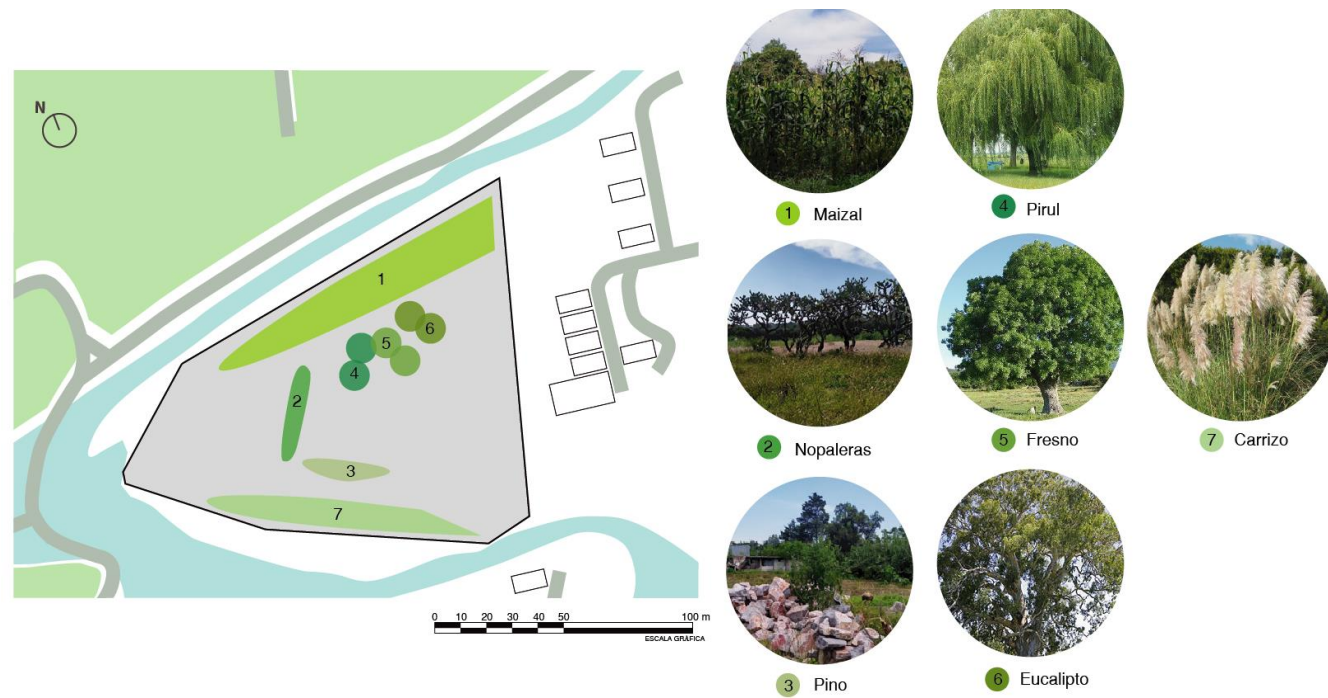 N
1
2
3
4
5
6
7
0 10 20 30 40 50 100 m
ESCALA GRÁFICA
1 Maizal
4 Pirul
2 Nopaleras
5 Fresno
7 Carrizo
3 Pino
6 Eucalipto